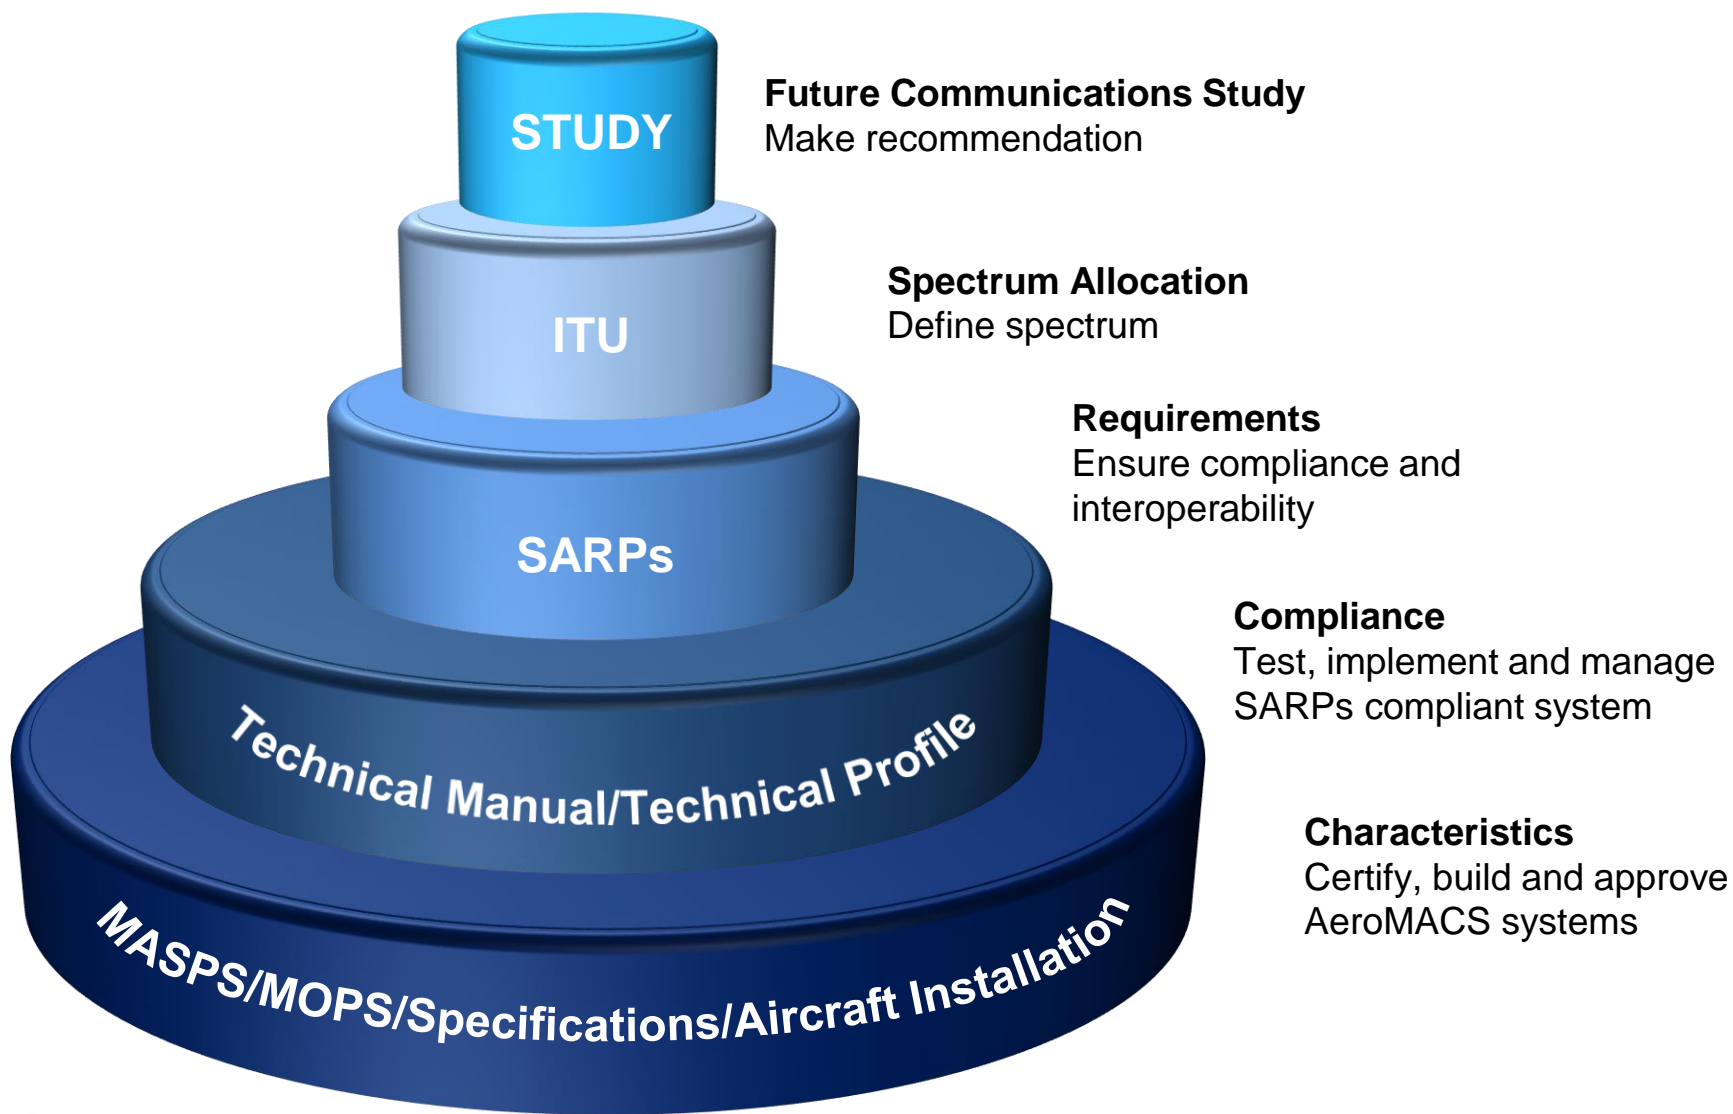 STUDY
Future Communications Study
Make recommendation
ITU
Spectrum Allocation
Define spectrum
SARPs
Requirements
Ensure compliance and
interoperability
Technical Manual/Technical Profile
Compliance
Test, implement and manage
SARPs compliant system
MASPS/MOPS/Specifications/Aircraft Installation
Characteristics
Certify, build and approve
AeroMACS systems